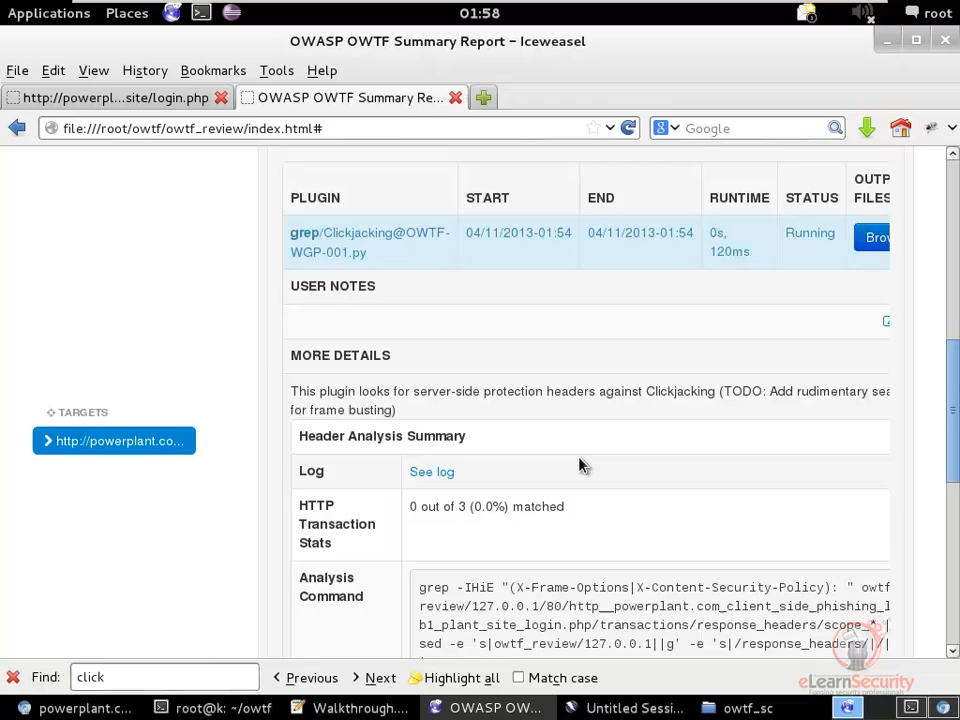 Applications Places 01:58 root
OWASP OWTF Summary Report - Iceweasel
File Edit View History Bookmarks Tools Help
http://powerpl...site/login.php OWASP OWTF Summary Re...
file:///root/owtf/owtf_review/index.html# Google
PLUGIN START END RUNTIME STATUS OUTP
FILES
grep/Clickjacking@OWTF-
WGP-001.py 04/11/2013-01:54 04/11/2013-01:54 0s,
120ms Running Brow
USER NOTES
MORE DETAILS
This plugin looks for server-side protection headers against Clickjacking (TODO: Add rudimentary sea
for frame busting)
TARGETS
http://powerplant.co...
Header Analysis Summary
Log See log
HTTP
Transaction
Stats 0 out of 3 (0.0%) matched
Analysis
Command
grep -IHiE "(X-Frame-Options|X-Content-Security-Policy): " owtf
review/127.0.0.1/80/http__powerplant.com_client_side_phishing_l
b1_plant_site_login.php/transactions/response_headers/scope_* |
sed -e 's|owtf_review/127.0.0.1||g' -e 's|/response_headers/|/|
eLearnSecurity
Forging security professionals
Find: click Previous Next Highlight all Match case
powerplant.c... root@k: ~/owtf Walkthrough.... OWASP OW... Untitled Sessi... owtf_sc